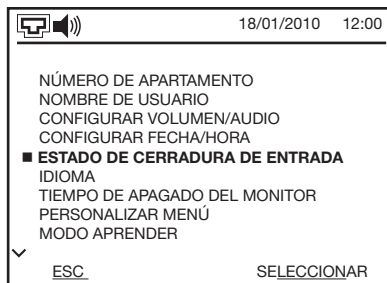 18/01/2010 12:00
NÚMERO DE APARTAMENTO
NOMBRE DE USUARIO
CONFIGURAR VOLUMEN/AUDIO
CONFIGURAR FECHA/HORA
ESTADO DE CERRADURA DE ENTRADA
IDIOMA
TIEMPO DE APAGADO DEL MONITOR
PERSONALIZAR MENÚ
MODO APRENDER
ESC SELECCIONAR